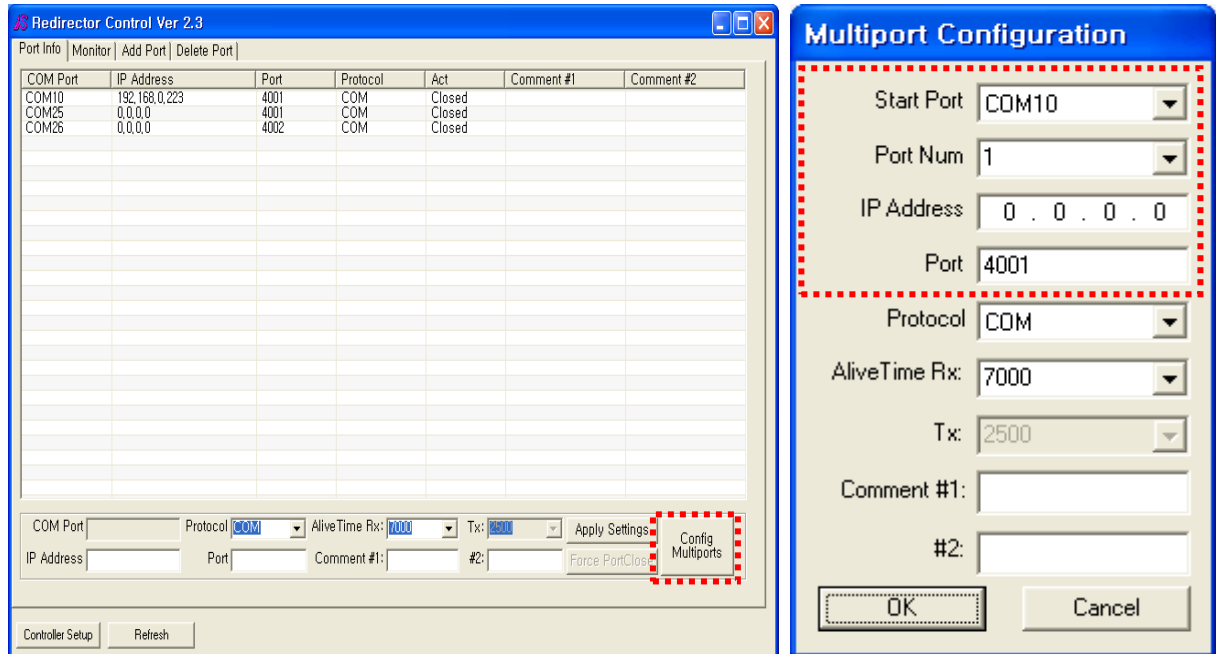 Redirector Control Ver 2.3
Port Info Monitor Add Port Delete Port
COM Port IP Address Port Protocol Act Comment #1 Comment #2
COM10 192,168,0,223 4001 COM Closed
COM25 0,0,0,0 4001 COM Closed
COM26 0,0,0,0 4002 COM Closed
COM Port Protocol COM AliveTime Rx: 7000 Tx: 2500 Apply Settings
Config
Multiports
IP Address Port Comment #1: #2: Force PortClose
Controller Setup Refresh
Multiport Configuration
Start Port COM10
Port Num 1
IP Address 0 . 0 . 0 . 0
Port 4001
Protocol COM
AliveTime Rx: 7000
Tx: 2500
Comment #1:
#2:
OK Cancel